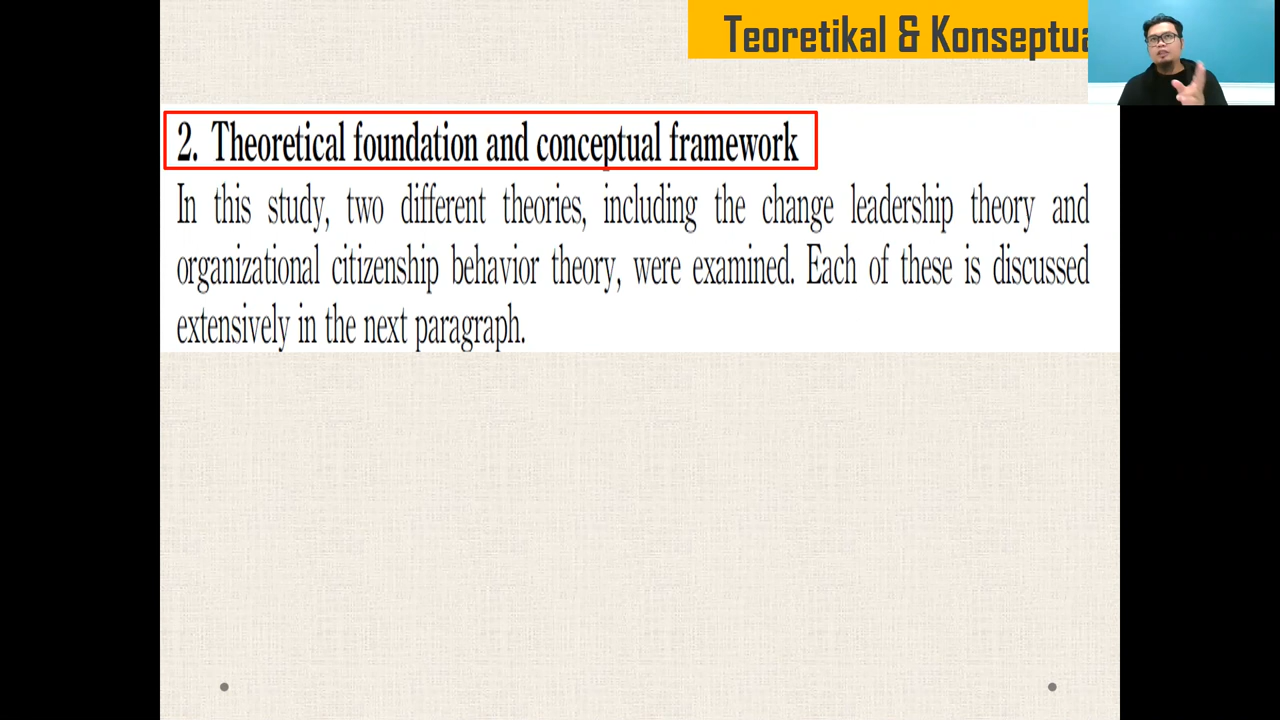 Teoretikal & Konseptua
2. Theoretical foundation and conceptual framework
In this study, two different theories, including the change leadership theory and
organizational citizenship behavior theory, were examined. Each of these is discussed
extensively in the next paragraph.